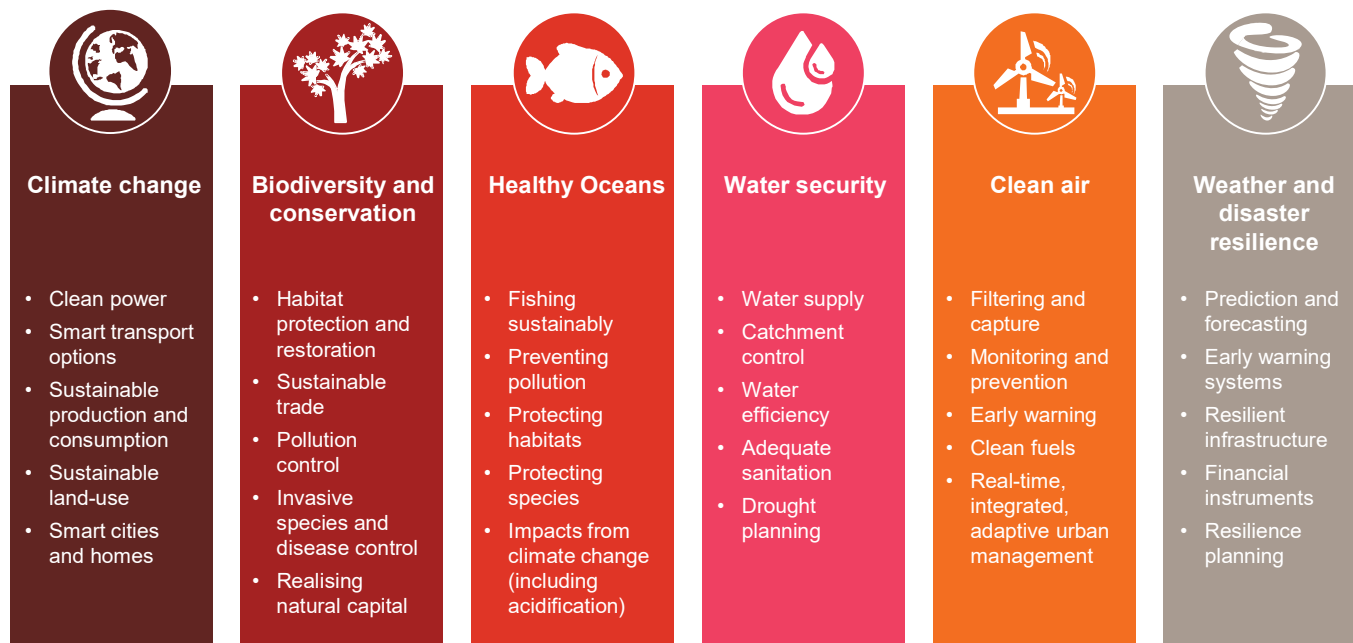 Climate change
• Clean power
• Smart transport
options
• Sustainable
production and
consumption
• Sustainable
land-use
• Smart cities
and homes
Biodiversity and
conservation
• Habitat
protection and
restoration
• Sustainable
trade
• Pollution
control
• Invasive
species and
disease control
• Realising
natural capital
Healthy Oceans
• Fishing
sustainably
• Preventing
pollution
• Protecting
habitats
• Protecting
species
• Impacts from
climate change
(including
acidification)
Water security
• Water supply
• Catchment
control
• Water
efficiency
• Adequate
sanitation
• Drought
planning
Clean air
• Filtering and
capture
• Monitoring and
prevention
• Early warning
• Clean fuels
• Real-time,
integrated,
adaptive urban
management
Weather and
disaster
resilience
• Prediction and
forecasting
• Early warning
systems
• Resilient
infrastructure
• Financial
instruments
• Resilience
planning